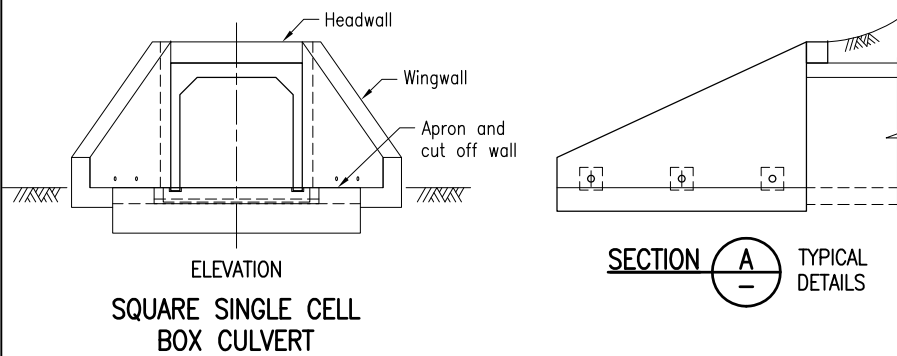 Headwall
Wingwall
Apron and
cut off wall
ELEVATION
SQUARE SINGLE CELL
BOX CULVERT
SECTION A
–
TYPICAL
DETAILS